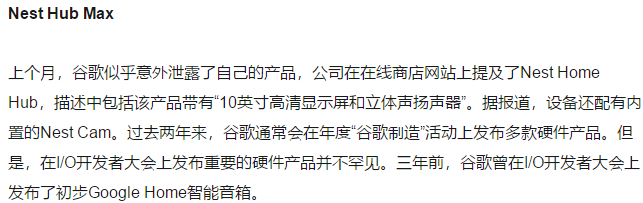 Nest Hub Max
上个月，谷歌似乎意外泄露了自己的产品，公司在在线商店网站上提及了Nest Home
Hub，描述中包括该产品带有“10英寸高清显示屏和立体声扬声器”。据报道，设备还配有内
置的Nest Cam。过去两年来，谷歌通常会在年度“谷歌制造”活动上发布多款硬件产品。但
是，在I/O开发者大会上发布重要的硬件产品并不罕见。三年前，谷歌曾在I/O开发者大会上
发布了初步Google Home智能音箱。